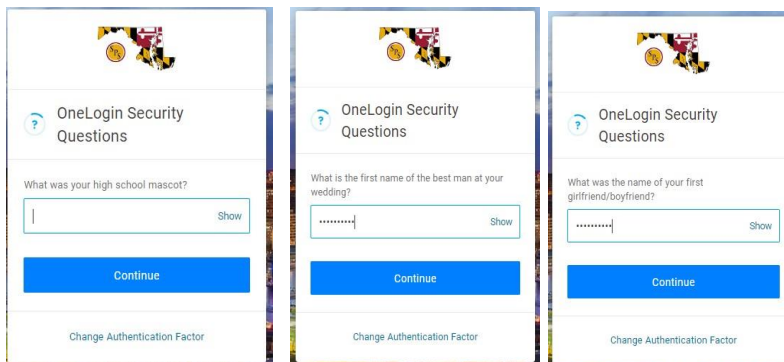 OneLogin Security
Questions
What was your high school mascot?
Show
Continue
Change Authentication Factor
OneLogin Security
Questions
What is the first name of the best man at your
wedding?
••••••••••
Show
Continue
Change Authentication Factor
OneLogin Security
Questions
What was the name of your first
girlfriend/boyfriend?
••••••••••
Show
Continue
Change Authentication Factor